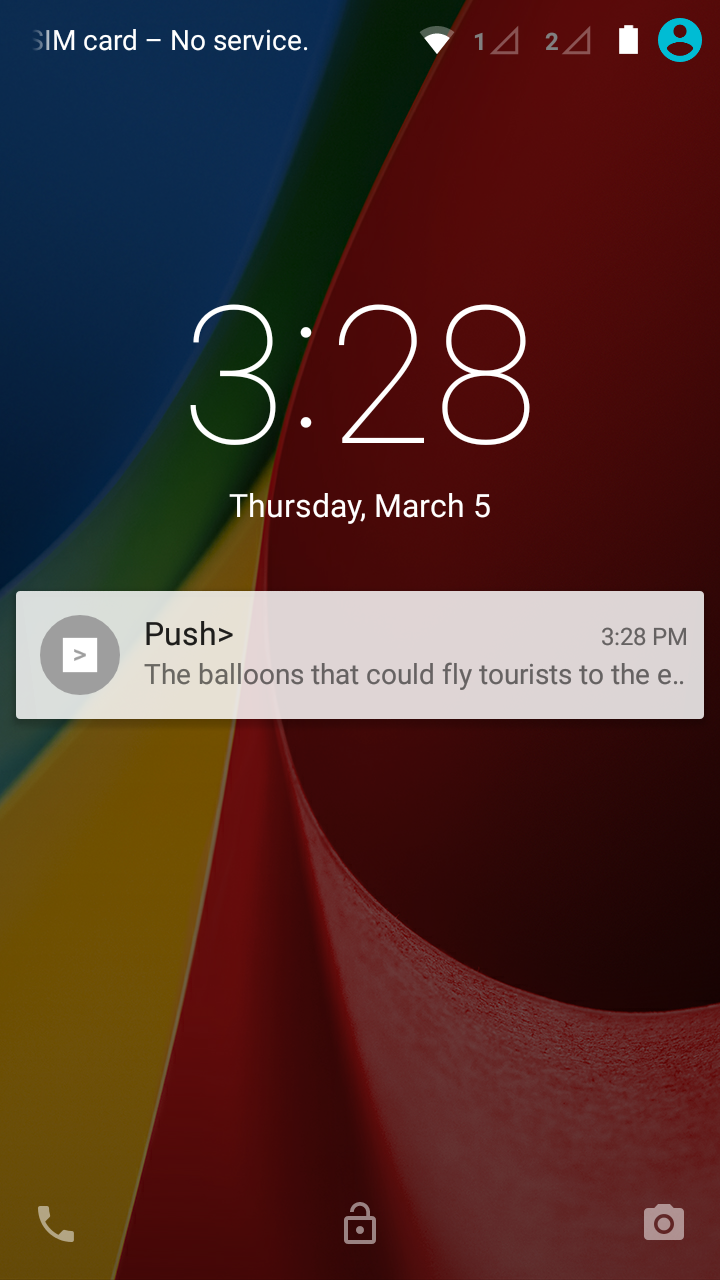 SIM card – No service.
1
2
3:28
Thursday, March 5
>
Push>
3:28 PM
The balloons that could fly tourists to the e..